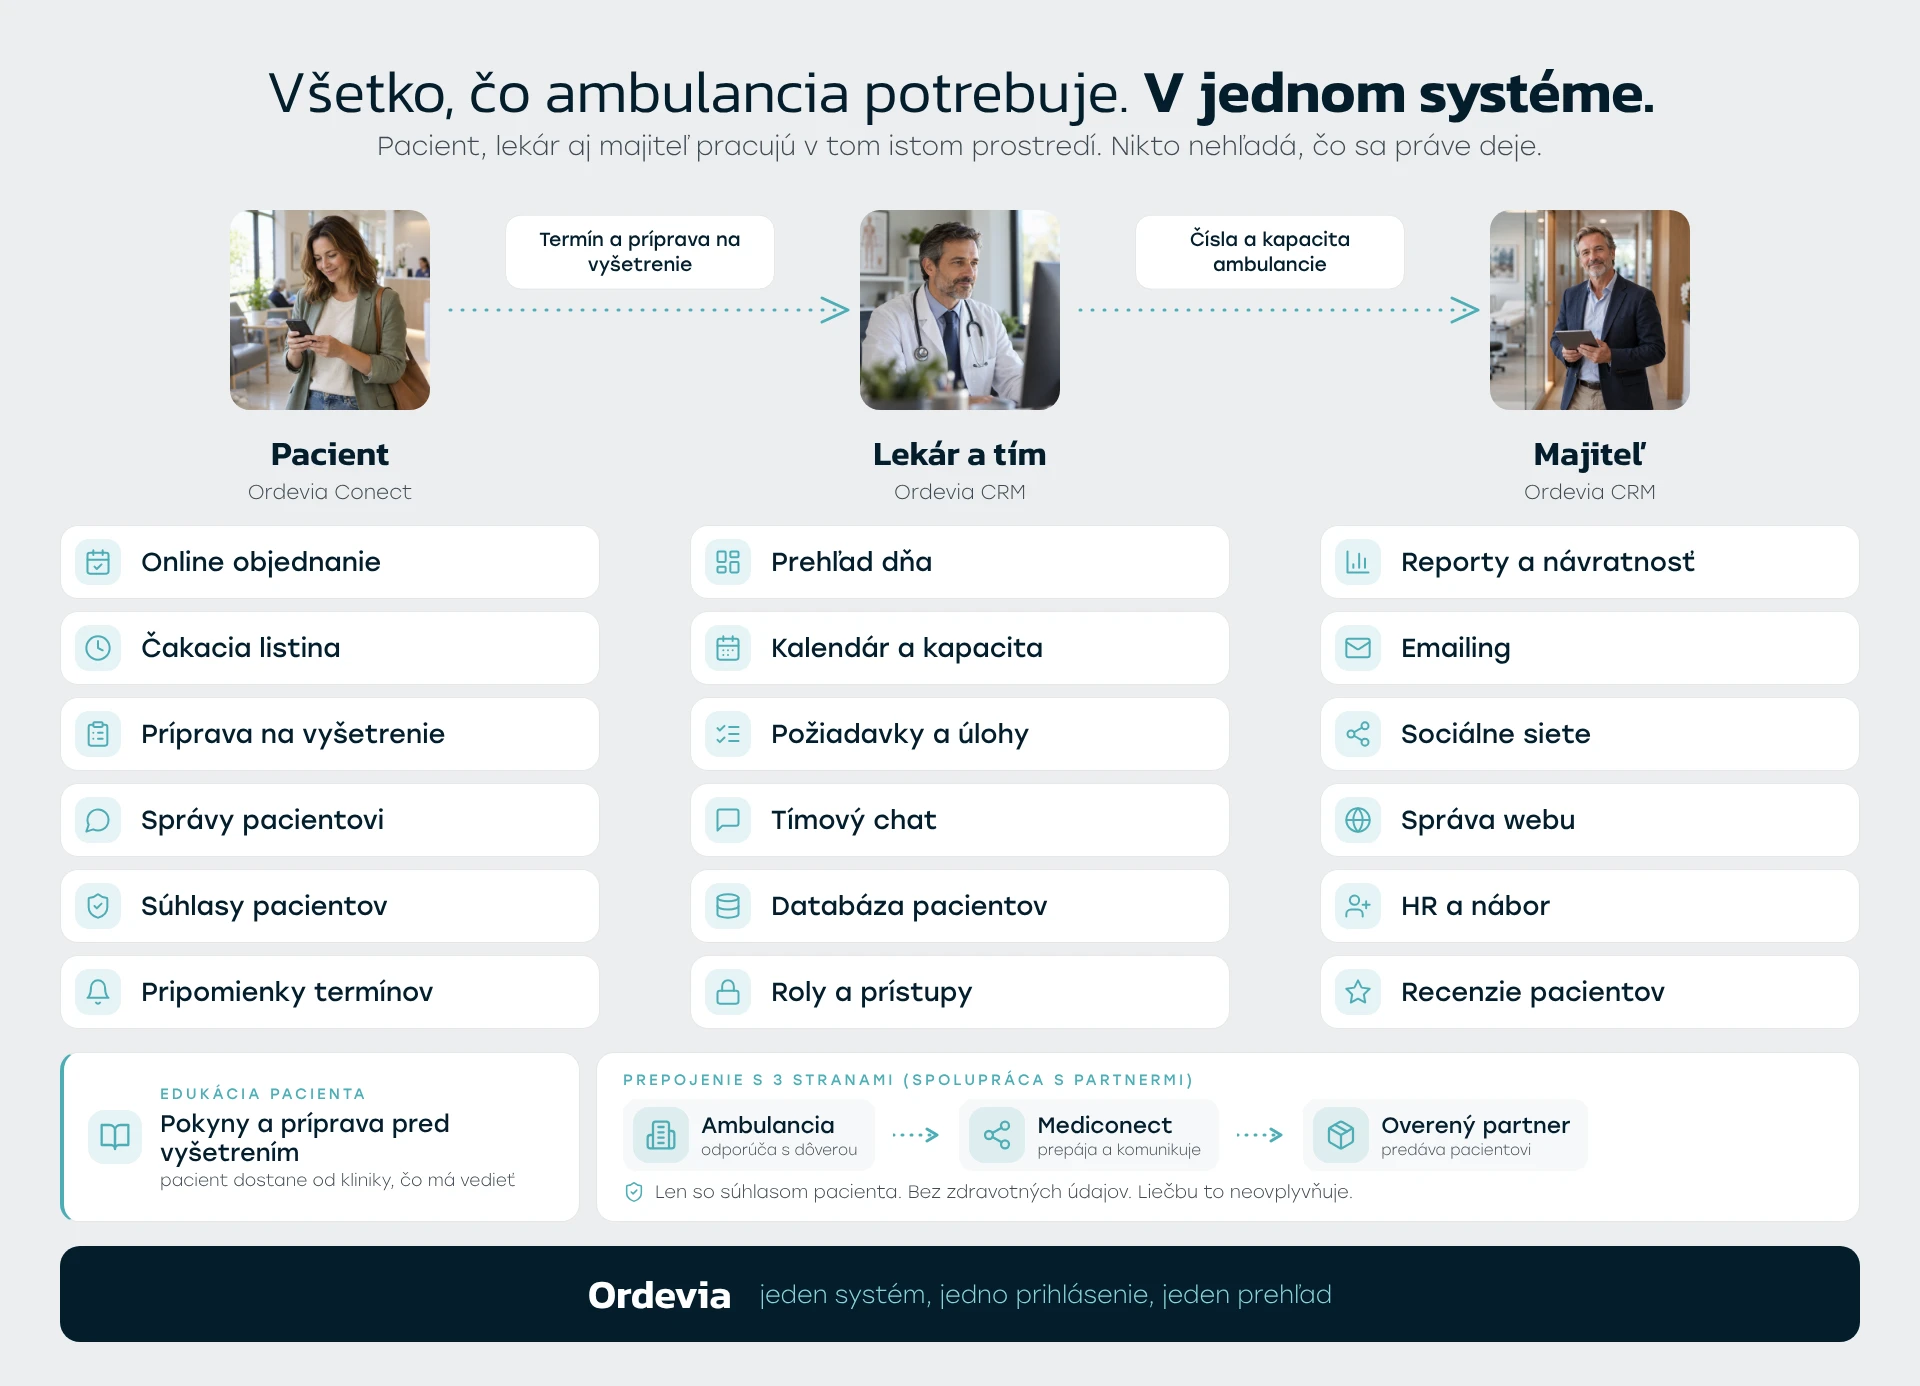 Všetko, čo ambulancia potrebuje. V jednom systéme.
Pacient, lekár aj majiteľ pracujú v tom istom prostredí. Nikto nehľadá, čo sa práve deje.
Termín a príprava na
vyšetrenie
Čísla a kapacita
ambulancie
Pacient
Ordevia Conect
Online objednanie
Čakacia listina
Príprava na vyšetrenie
Správy pacientovi
Súhlasy pacientov
Pripomienky termínov
Lekár a tím
Ordevia CRM
Prehľad dňa
Kalendár a kapacita
Požiadavky a úlohy
Tímový chat
Databáza pacientov
Roly a prístupy
Majiteľ
Ordevia CRM
Reporty a návratnosť
Emailing
Sociálne siete
Správa webu
HR a nábor
Recenzie pacientov
EDUKÁCIA PACIENTA
Pokyny a príprava pred
vyšetrením
pacient dostane od kliniky, čo má vedieť
PREPOJENIE S 3 STRANAMI (SPOLUPRÁCA S PARTNERMI)
Ambulancia
odporúča s dôverou
Mediconect
prepája a komunikuje
Overený partner
predáva pacientovi
Len so súhlasom pacienta. Bez zdravotných údajov. Liečbu to neovplyvňuje.
Ordevia jeden systém, jedno prihlásenie, jeden prehľad